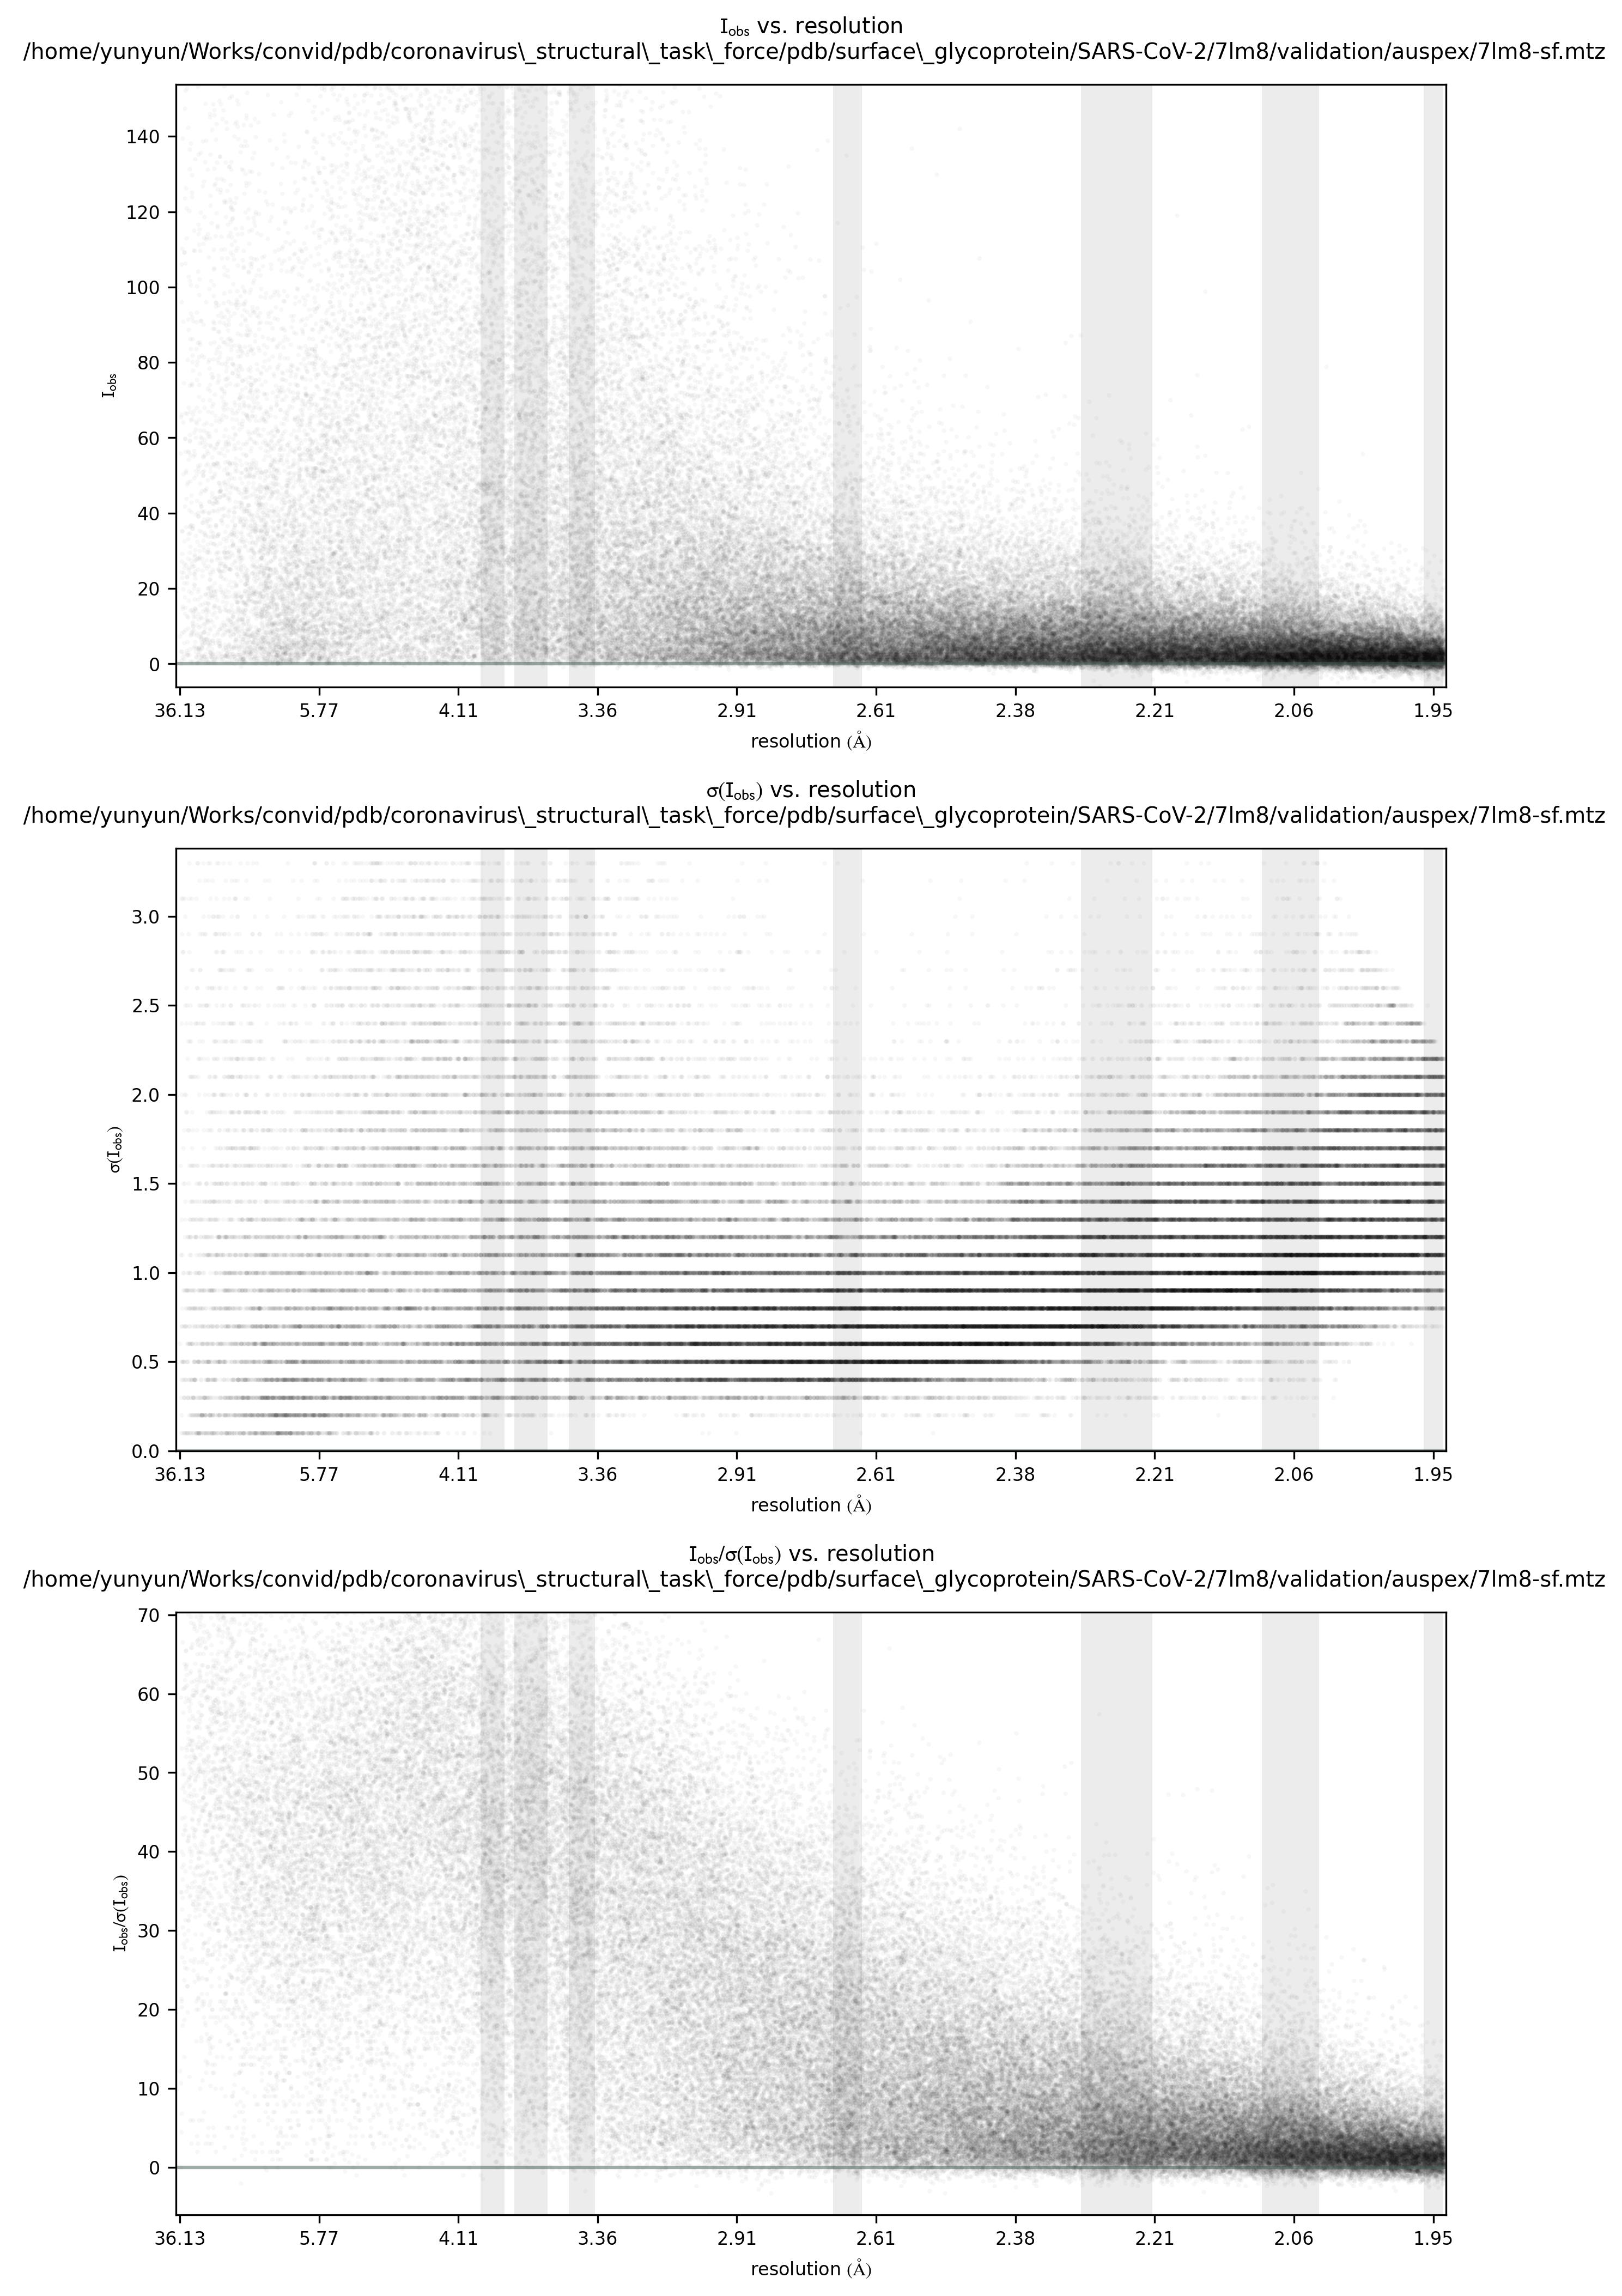 I_obs vs. resolution
/home/yunyun/Works/convid/pdb/coronavirus\_structural\_task\_force/pdb/surface\_glycoprotein/SARS-CoV-2/7lm8/validation/auspex/7lm8-sf.mtz
140
120
100
80
60
40
20
0
I_obs
36.13 5.77 4.11 3.36 2.91 2.61 2.38 2.21 2.06 1.95
resolution (Å)
σ(I_obs) vs. resolution
/home/yunyun/Works/convid/pdb/coronavirus\_structural\_task\_force/pdb/surface\_glycoprotein/SARS-CoV-2/7lm8/validation/auspex/7lm8-sf.mtz
3.0
2.5
2.0
1.5
1.0
0.5
0.0
σ(I_obs)
36.13 5.77 4.11 3.36 2.91 2.61 2.38 2.21 2.06 1.95
resolution (Å)
I_obs/σ(I_obs) vs. resolution
/home/yunyun/Works/convid/pdb/coronavirus\_structural\_task\_force/pdb/surface\_glycoprotein/SARS-CoV-2/7lm8/validation/auspex/7lm8-sf.mtz
70
60
50
40
30
20
10
0
I_obs/σ(I_obs)
36.13 5.77 4.11 3.36 2.91 2.61 2.38 2.21 2.06 1.95
resolution (Å)